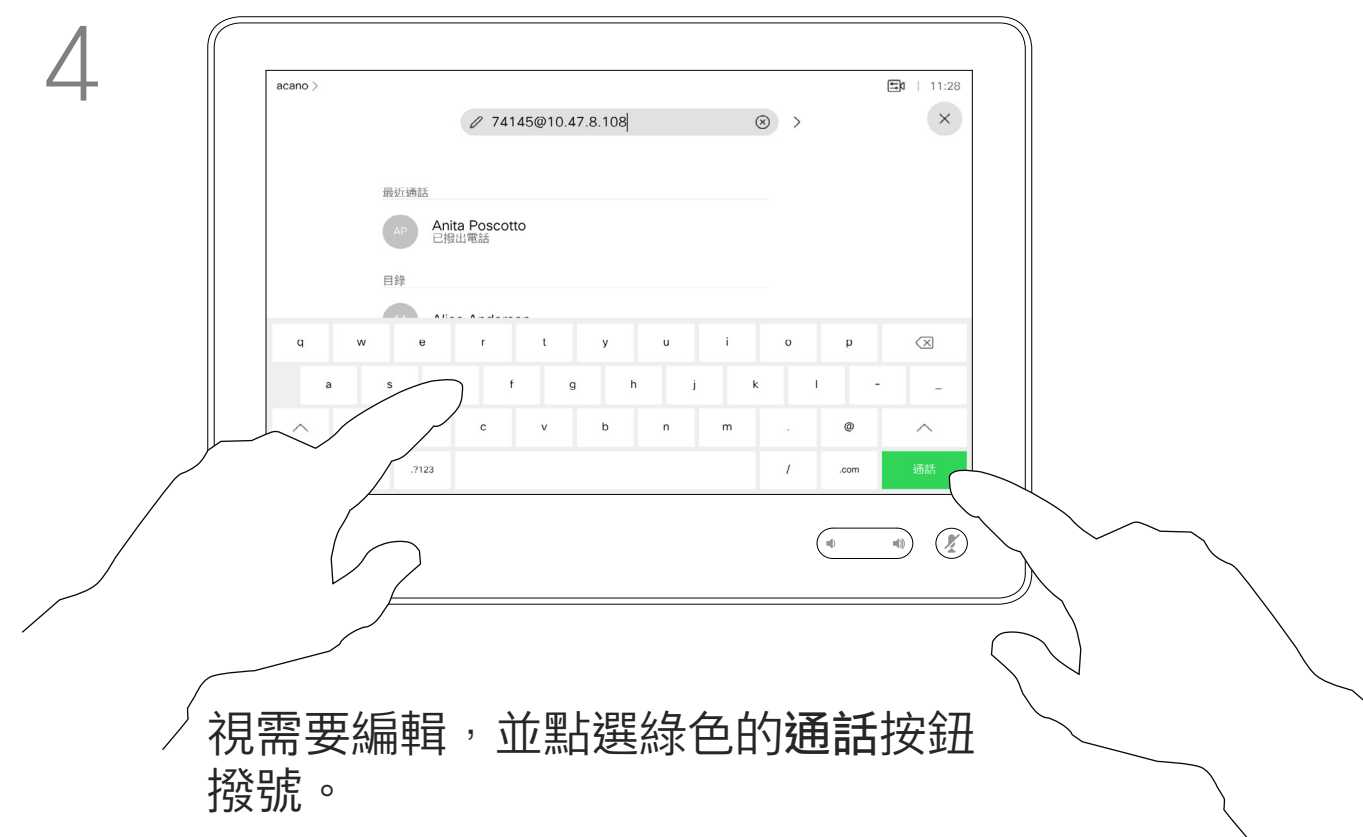 4
acano >
11:28
74145@10.47.8.108
最近通話
AP
Anita Poscotto
已撥出電話
目錄
q w e r t y u i o p
a s f g h j k l - _
c v b n m . @
.?123 / .com 通話
視需要編輯，並點選綠色的通話按鈕
撥號。